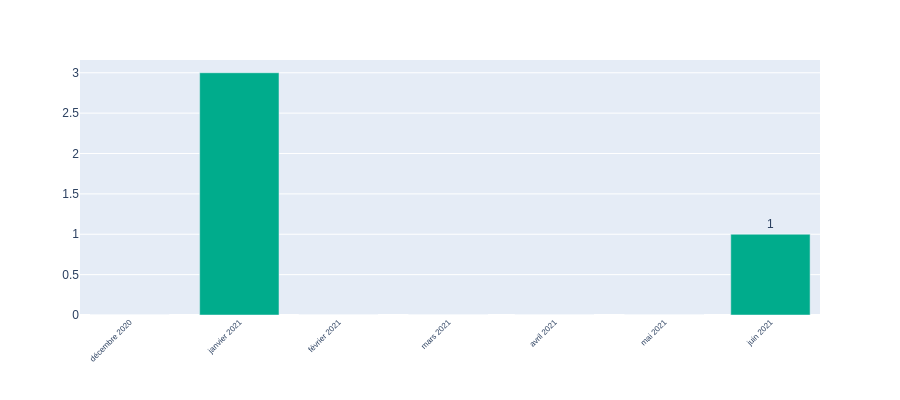 3
2.5
2
1.5
1
0.5
0
1
décembre 2020
janvier 2021
février 2021
mars 2021
avril 2021
mai 2021
juin 2021